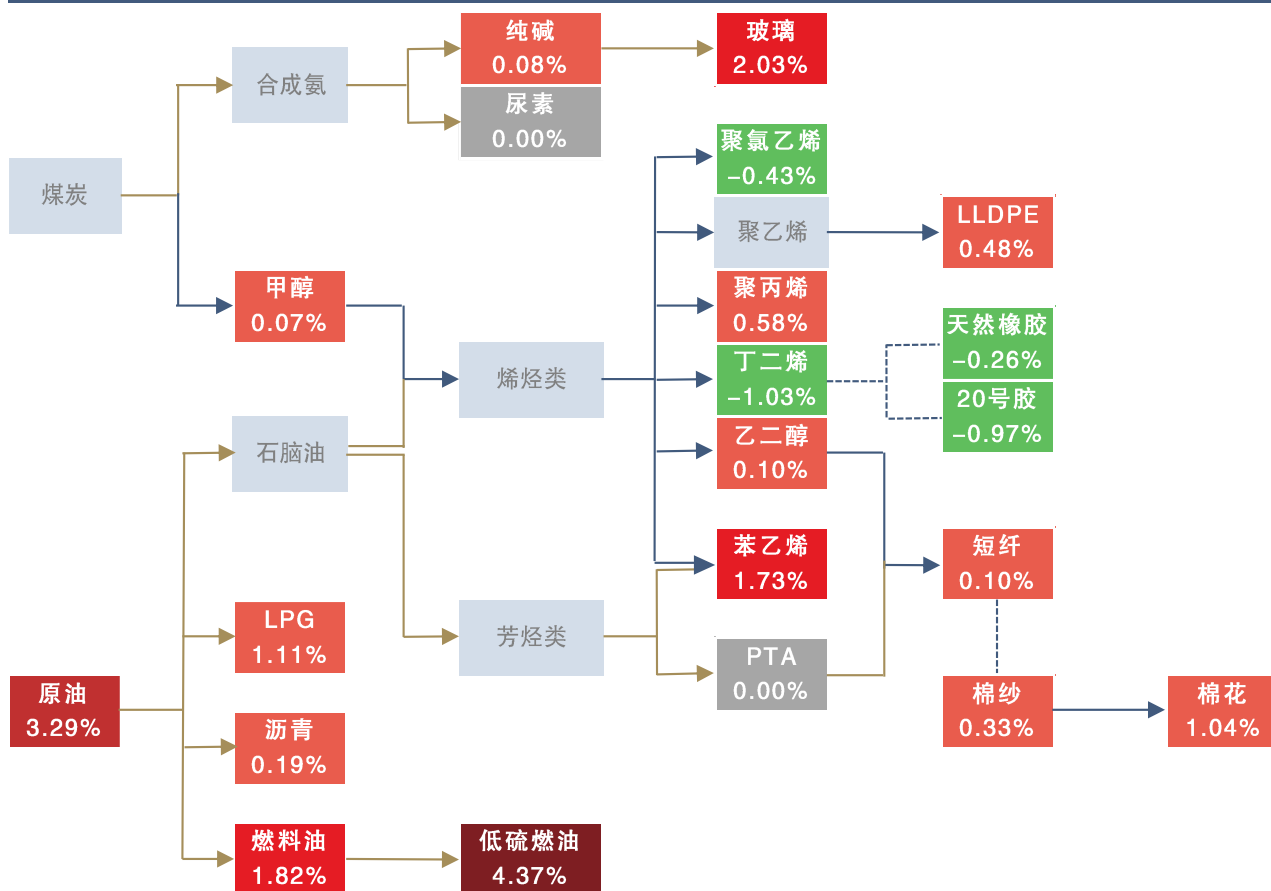 纯碱
0.08%
玻璃
2.03%
合成氨
尿素
0.00%
聚氯乙烯
-0.43%
煤炭
聚乙烯
LLDPE
0.48%
甲醇
0.07%
聚丙烯
0.58%
天然橡胶
-0.26%
烯烃类
丁二烯
-1.03%
20号胶
-0.97%
石脑油
乙二醇
0.10%
苯乙烯
1.73%
短纤
0.10%
LPG
1.11%
芳烃类
PTA
0.00%
原油
3.29%
棉纱
0.33%
棉花
1.04%
沥青
0.19%
燃料油
1.82%
低硫燃油
4.37%